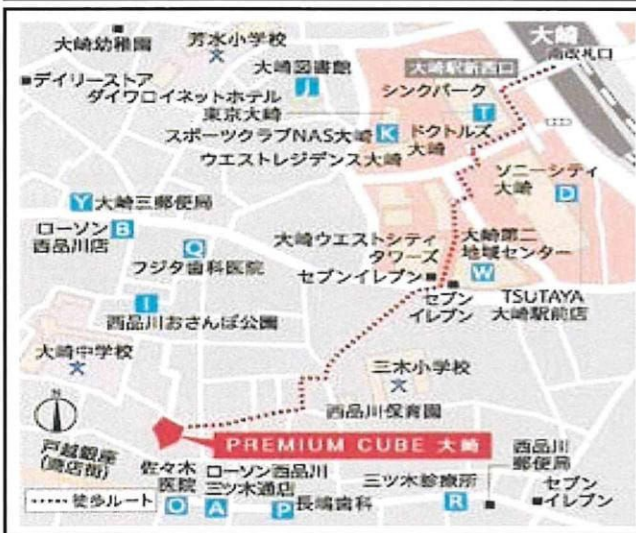 芳水小学校
大崎
南改札口
大崎幼稚園
大崎図書館
J
大崎駅新西口
■デイリーストア
シンクパーク
T
ダイワロイネットホテル
東京大崎
スポーツクラブNAS大崎
K
ドクトルズ
大崎
ウエストレジデンス大崎
ソニーシティ
大崎
D
Y
大崎三郵便局
ローソン
西品川店
B
Q
フジタ歯科医院
大崎ウエストシティ
タワーズ
大崎第二
地域センター
W
セブンイレブン■
セブン
イレブン
TSUTAYA
大崎駅前店
I
西品川おさんぽ公園
大崎中学校
三木小学校
西品川保育園
N
PREMIUM CUBE 大崎
戸越銀座
(商店街)
佐々木
医院
O
ローソン西品川
三ツ木通店
A
P
長嶋歯科
三ツ木診療所
R
西品川
郵便局
セブン
■イレブン
徒歩ルート